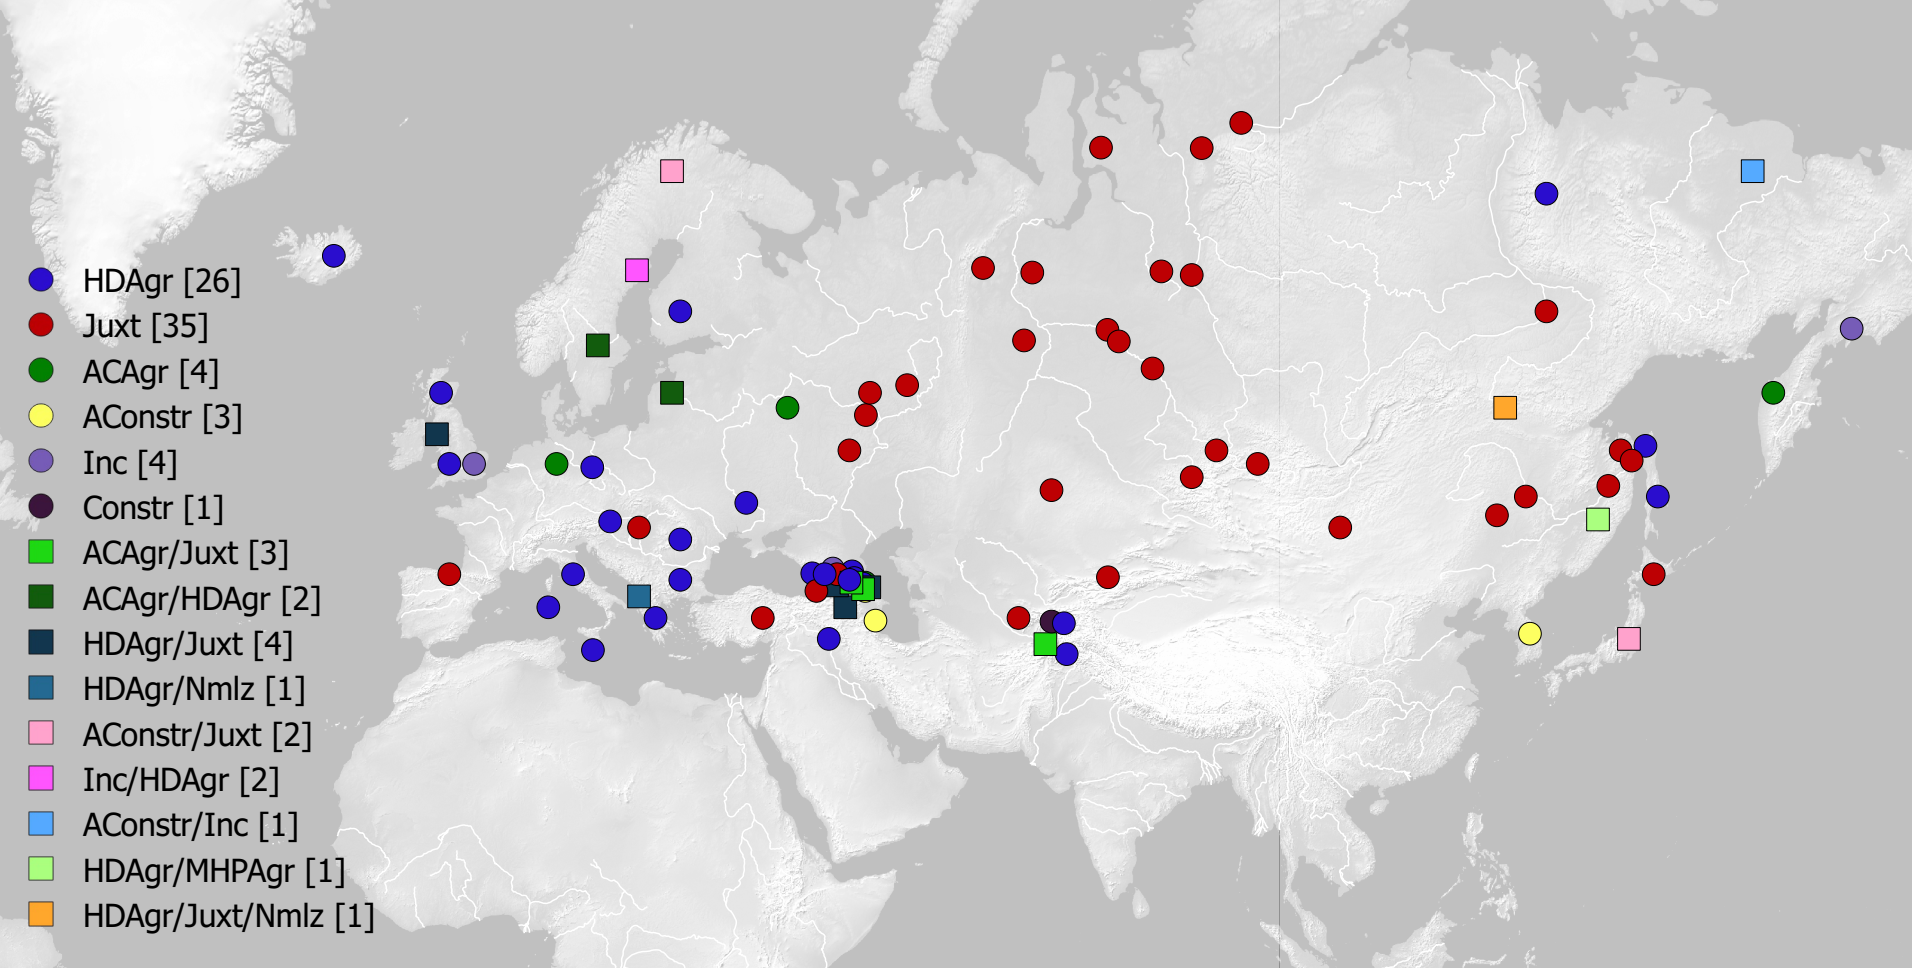 HDAgr [26]
Juxt [35]
ACAgr [4]
AConstr [3]
Inc [4]
Constr [1]
ACAgr/Juxt [3]
ACAgr/HDAgr [2]
HDAgr/Juxt [4]
HDAgr/Nmlz [1]
AConstr/Juxt [2]
Inc/HDAgr [2]
AConstr/Inc [1]
HDAgr/MHPAgr [1]
HDAgr/Juxt/Nmlz [1]